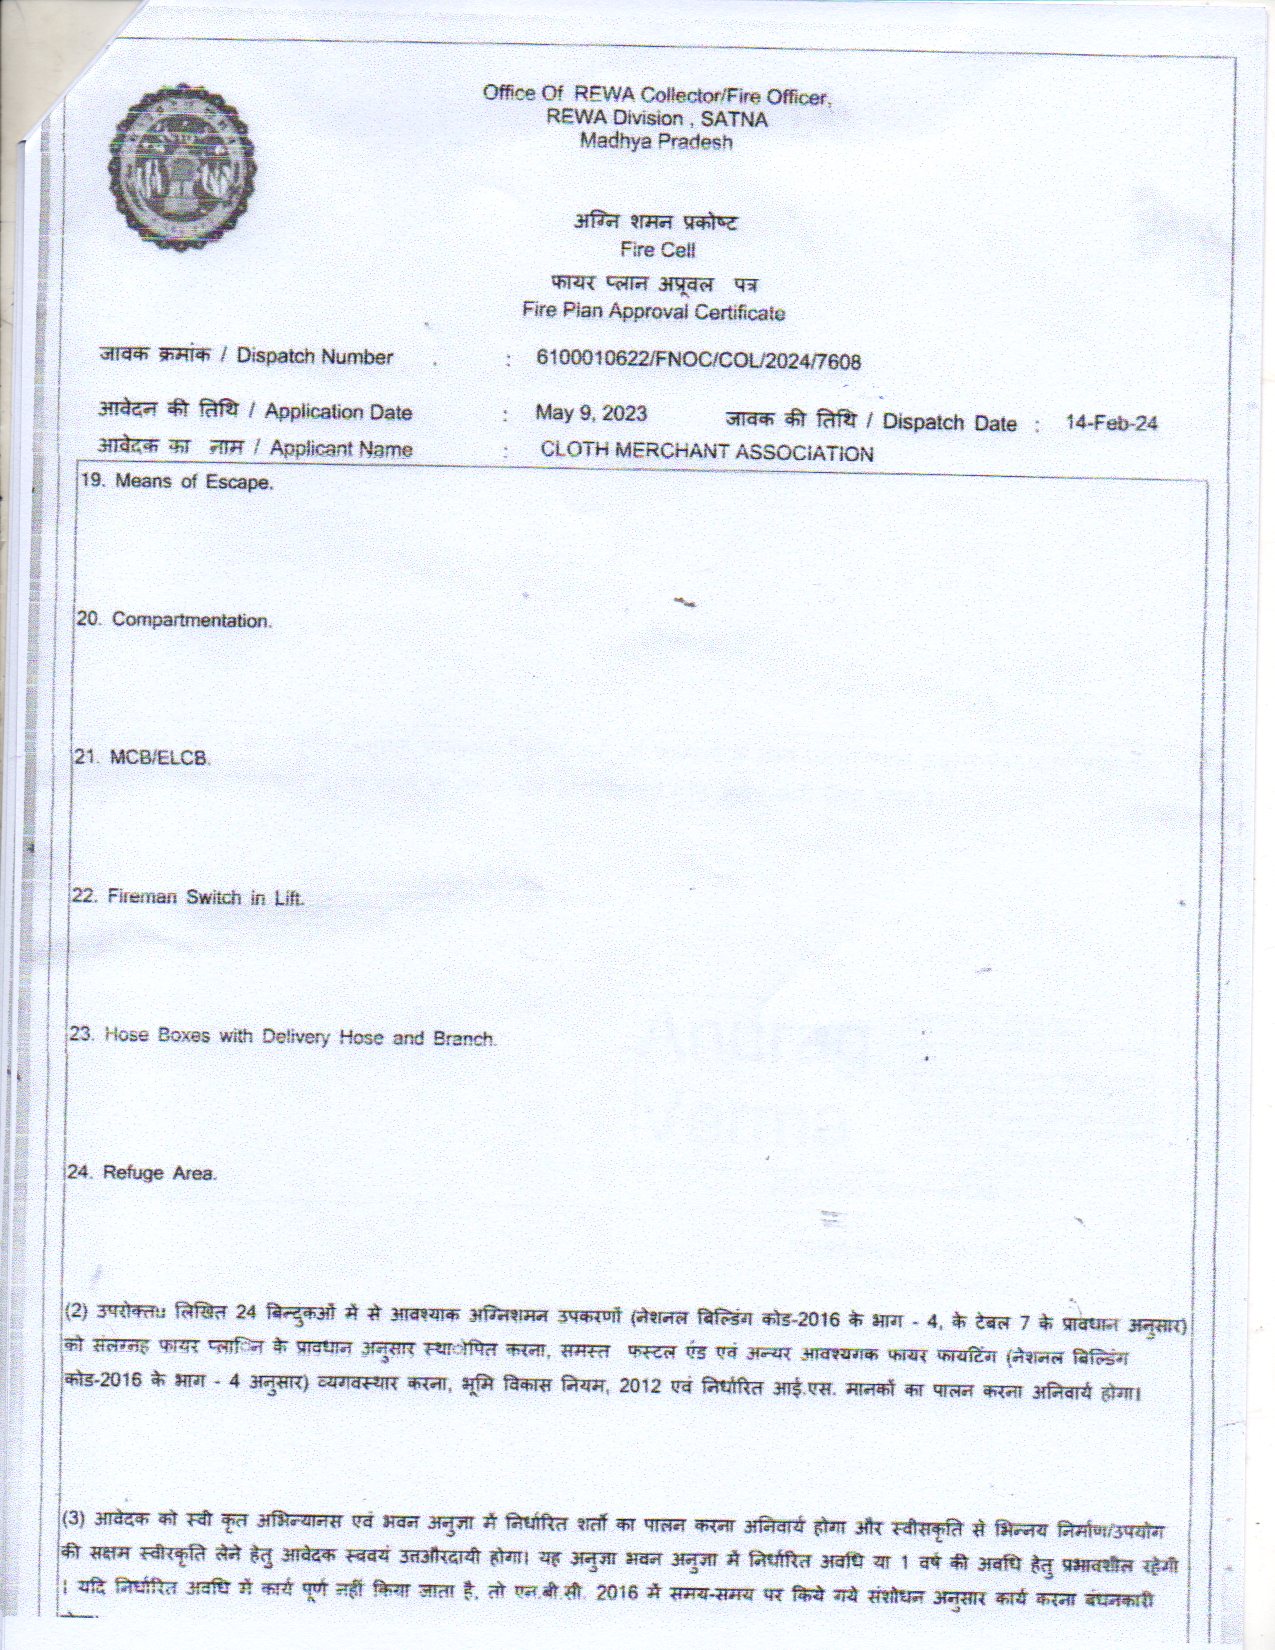 Office Of REWA Collector/Fire Officer,
REWA Division , SATNA
Madhya Pradesh
अग्नि शमन प्रकोष्ट
Fire Cell
फायर प्लान अप्रूवल पत्र
Fire Plan Approval Certificate
जावक क्रमांक / Dispatch Number : 6100010622/FNOC/COL/2024/7608
आवेदन की तिथि / Application Date : May 9, 2023 जावक की तिथि / Dispatch Date : 14-Feb-24
आवेदक का नाम / Applicant Name : CLOTH MERCHANT ASSOCIATION
19. Means of Escape.
20. Compartmentation.
21. MCB/ELCB.
22. Fireman Switch in Lift.
23. Hose Boxes with Delivery Hose and Branch.
24. Refuge Area.
(2) लिखित 24 बिन्दुकओं में से आवश्याक अग्निशमन उपकरणों (नेशनल बिल्डिंग कोड-2016 के भाग - 4, के टेबल 7 के प्रावधान अनुसार)
को संलग्नह फायर प्लािन के प्रावधान अनुसार स्थाेपित करना, समस्त फस्टल एंड एवं अन्यर आवश्यगक फायर फायटिंग (नेशनल बिल्डिंग
कोड-2016 के भाग - 4 अनुसार) व्यगवस्थार करना, भूमि विकास नियम, 2012 एवं निर्धारित आई.एस. मानकों का पालन करना अनिवार्य होगा।
(3) आवेदक को स्वी कृत अभिन्यानस एवं भवन अनुज्ञा में निर्धारित शर्तो का पालन करना अनिवार्य होगा और स्वीसकृति से भिन्नय निर्माण/उपयोग
की सक्षम स्वीरकृति लेने हेतु आवेदक स्ववयं उत्तऔरदायी होगा। यह अनुज्ञा भवन अनुज्ञा में निर्धारित अवधि या 1 वर्ष की अवधि हेतु प्रभावशील रहेगी
। यदि निर्धारित अवधि में कार्य पूर्ण नहीं किया जाता है, तो एन.बी.सी. 2016 में समय-समय पर किये गये संशोधन अनुसार कार्य करना बंधनकारी